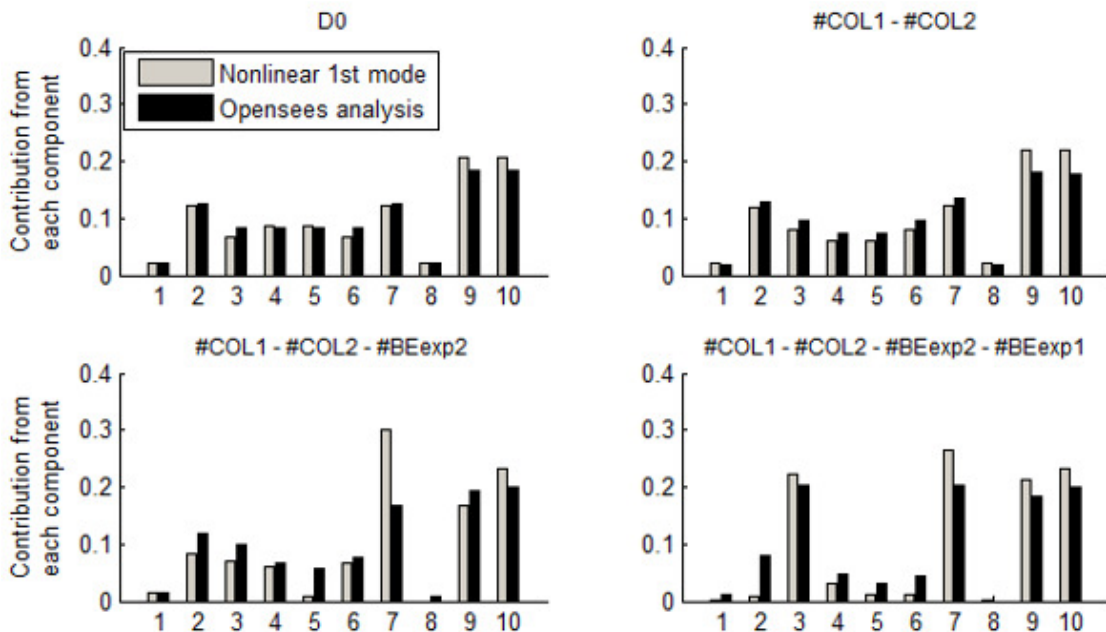 D0
0.4
0.3
0.2
0.1
0
Contribution from
each component
Nonlinear 1st mode
Opensees analysis
1 2 3 4 5 6 7 8 9 10
#COL1 - #COL2
0.4
0.3
0.2
0.1
0
1 2 3 4 5 6 7 8 9 10
#COL1 - #COL2 - #BEexp2
0.4
0.3
0.2
0.1
0
Contribution from
each component
1 2 3 4 5 6 7 8 9 10
#COL1 - #COL2 - #BEexp2 - #BEexp1
0.4
0.3
0.2
0.1
0
1 2 3 4 5 6 7 8 9 10